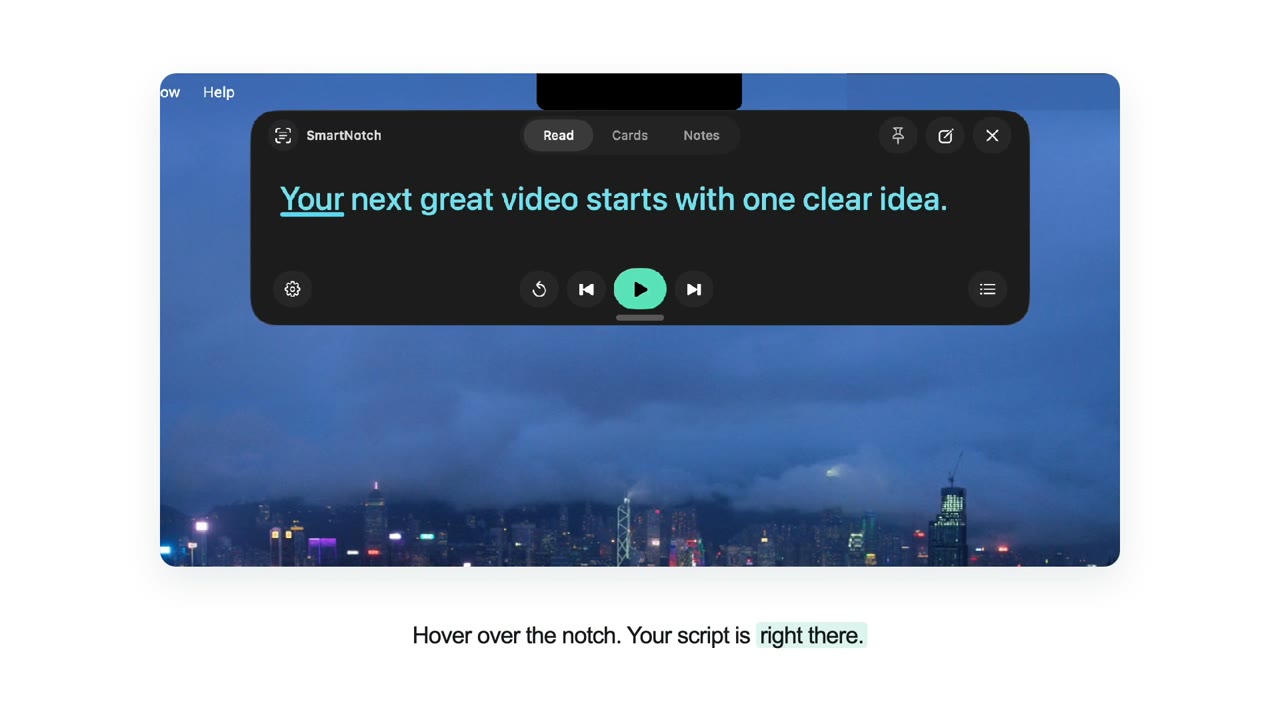 ow Help
SmartNotch Read Cards Notes
Your next great video starts with one clear idea.
Hover over the notch. Your script is right there.